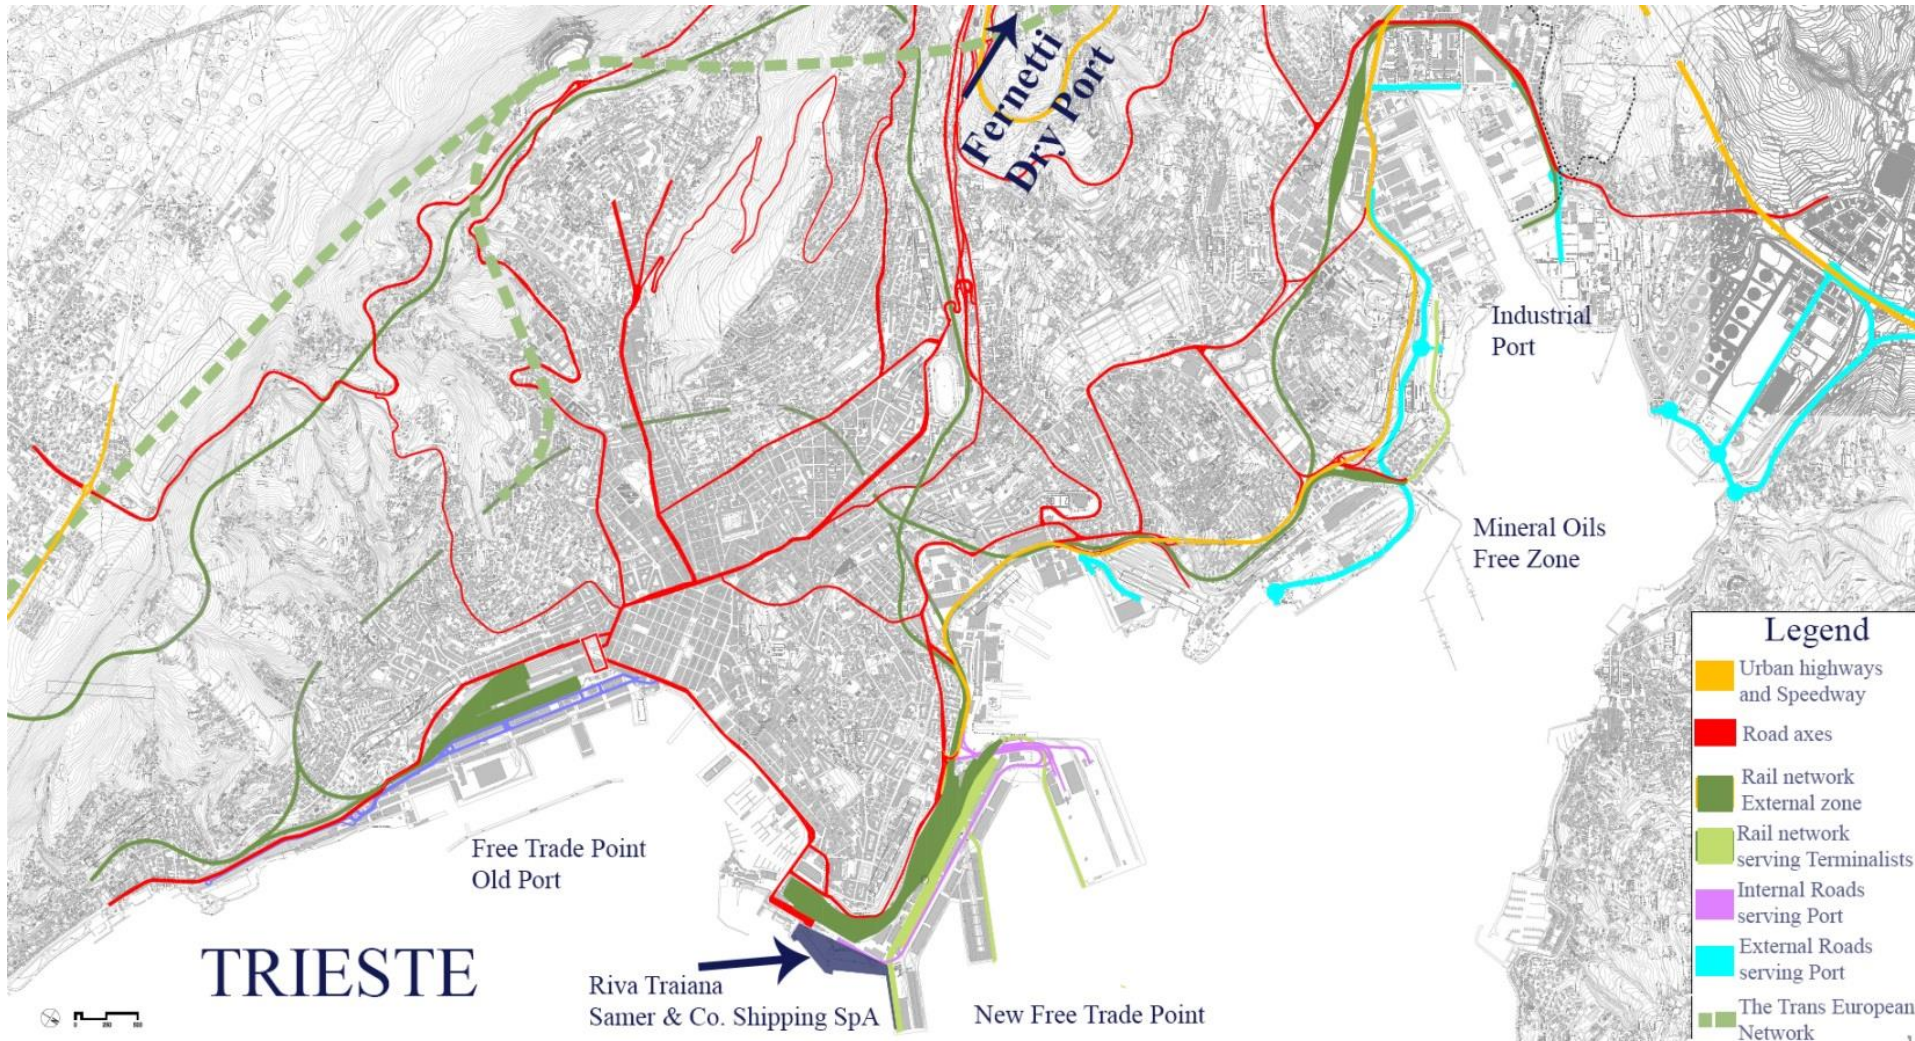 Fernetti
Dry Port
Industrial
Port
Mineral Oils
Free Zone
Free Trade Point
Old Port
TRIESTE
Riva Traiana
Samer & Co. Shipping SpA
New Free Trade Point
Legend
Urban highways
and Speedway
Road axes
Rail network
External zone
Rail network
serving Terminalists
Internal Roads
serving Port
External Roads
serving Port
The Trans European
Network